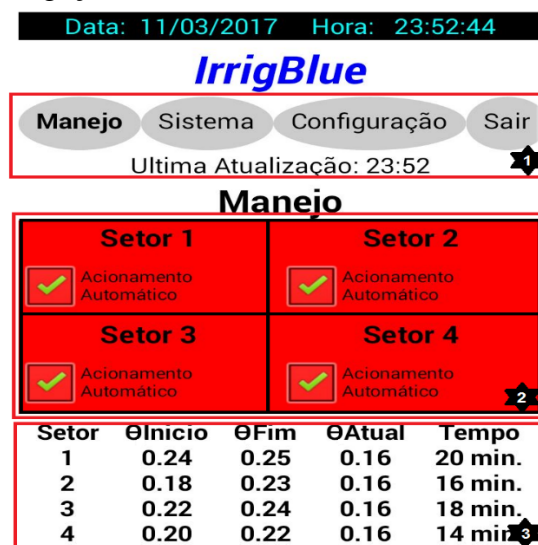 Data: 11/03/2017 Hora: 23:52:44
IrrigBlue
Manejo Sistema Configuração Sair
Ultima Atualização: 23:52
1
Manejo
Setor 1 Setor 2
Acionamento Acionamento
Automático Automático
Setor 3 Setor 4
Acionamento Acionamento
Automático Automático
2
Setor ϴInicio ϴFim ϴAtual Tempo
1 0.24 0.25 0.16 20 min.
2 0.18 0.23 0.16 16 min.
3 0.22 0.24 0.16 18 min.
4 0.20 0.22 0.16 14 min
3